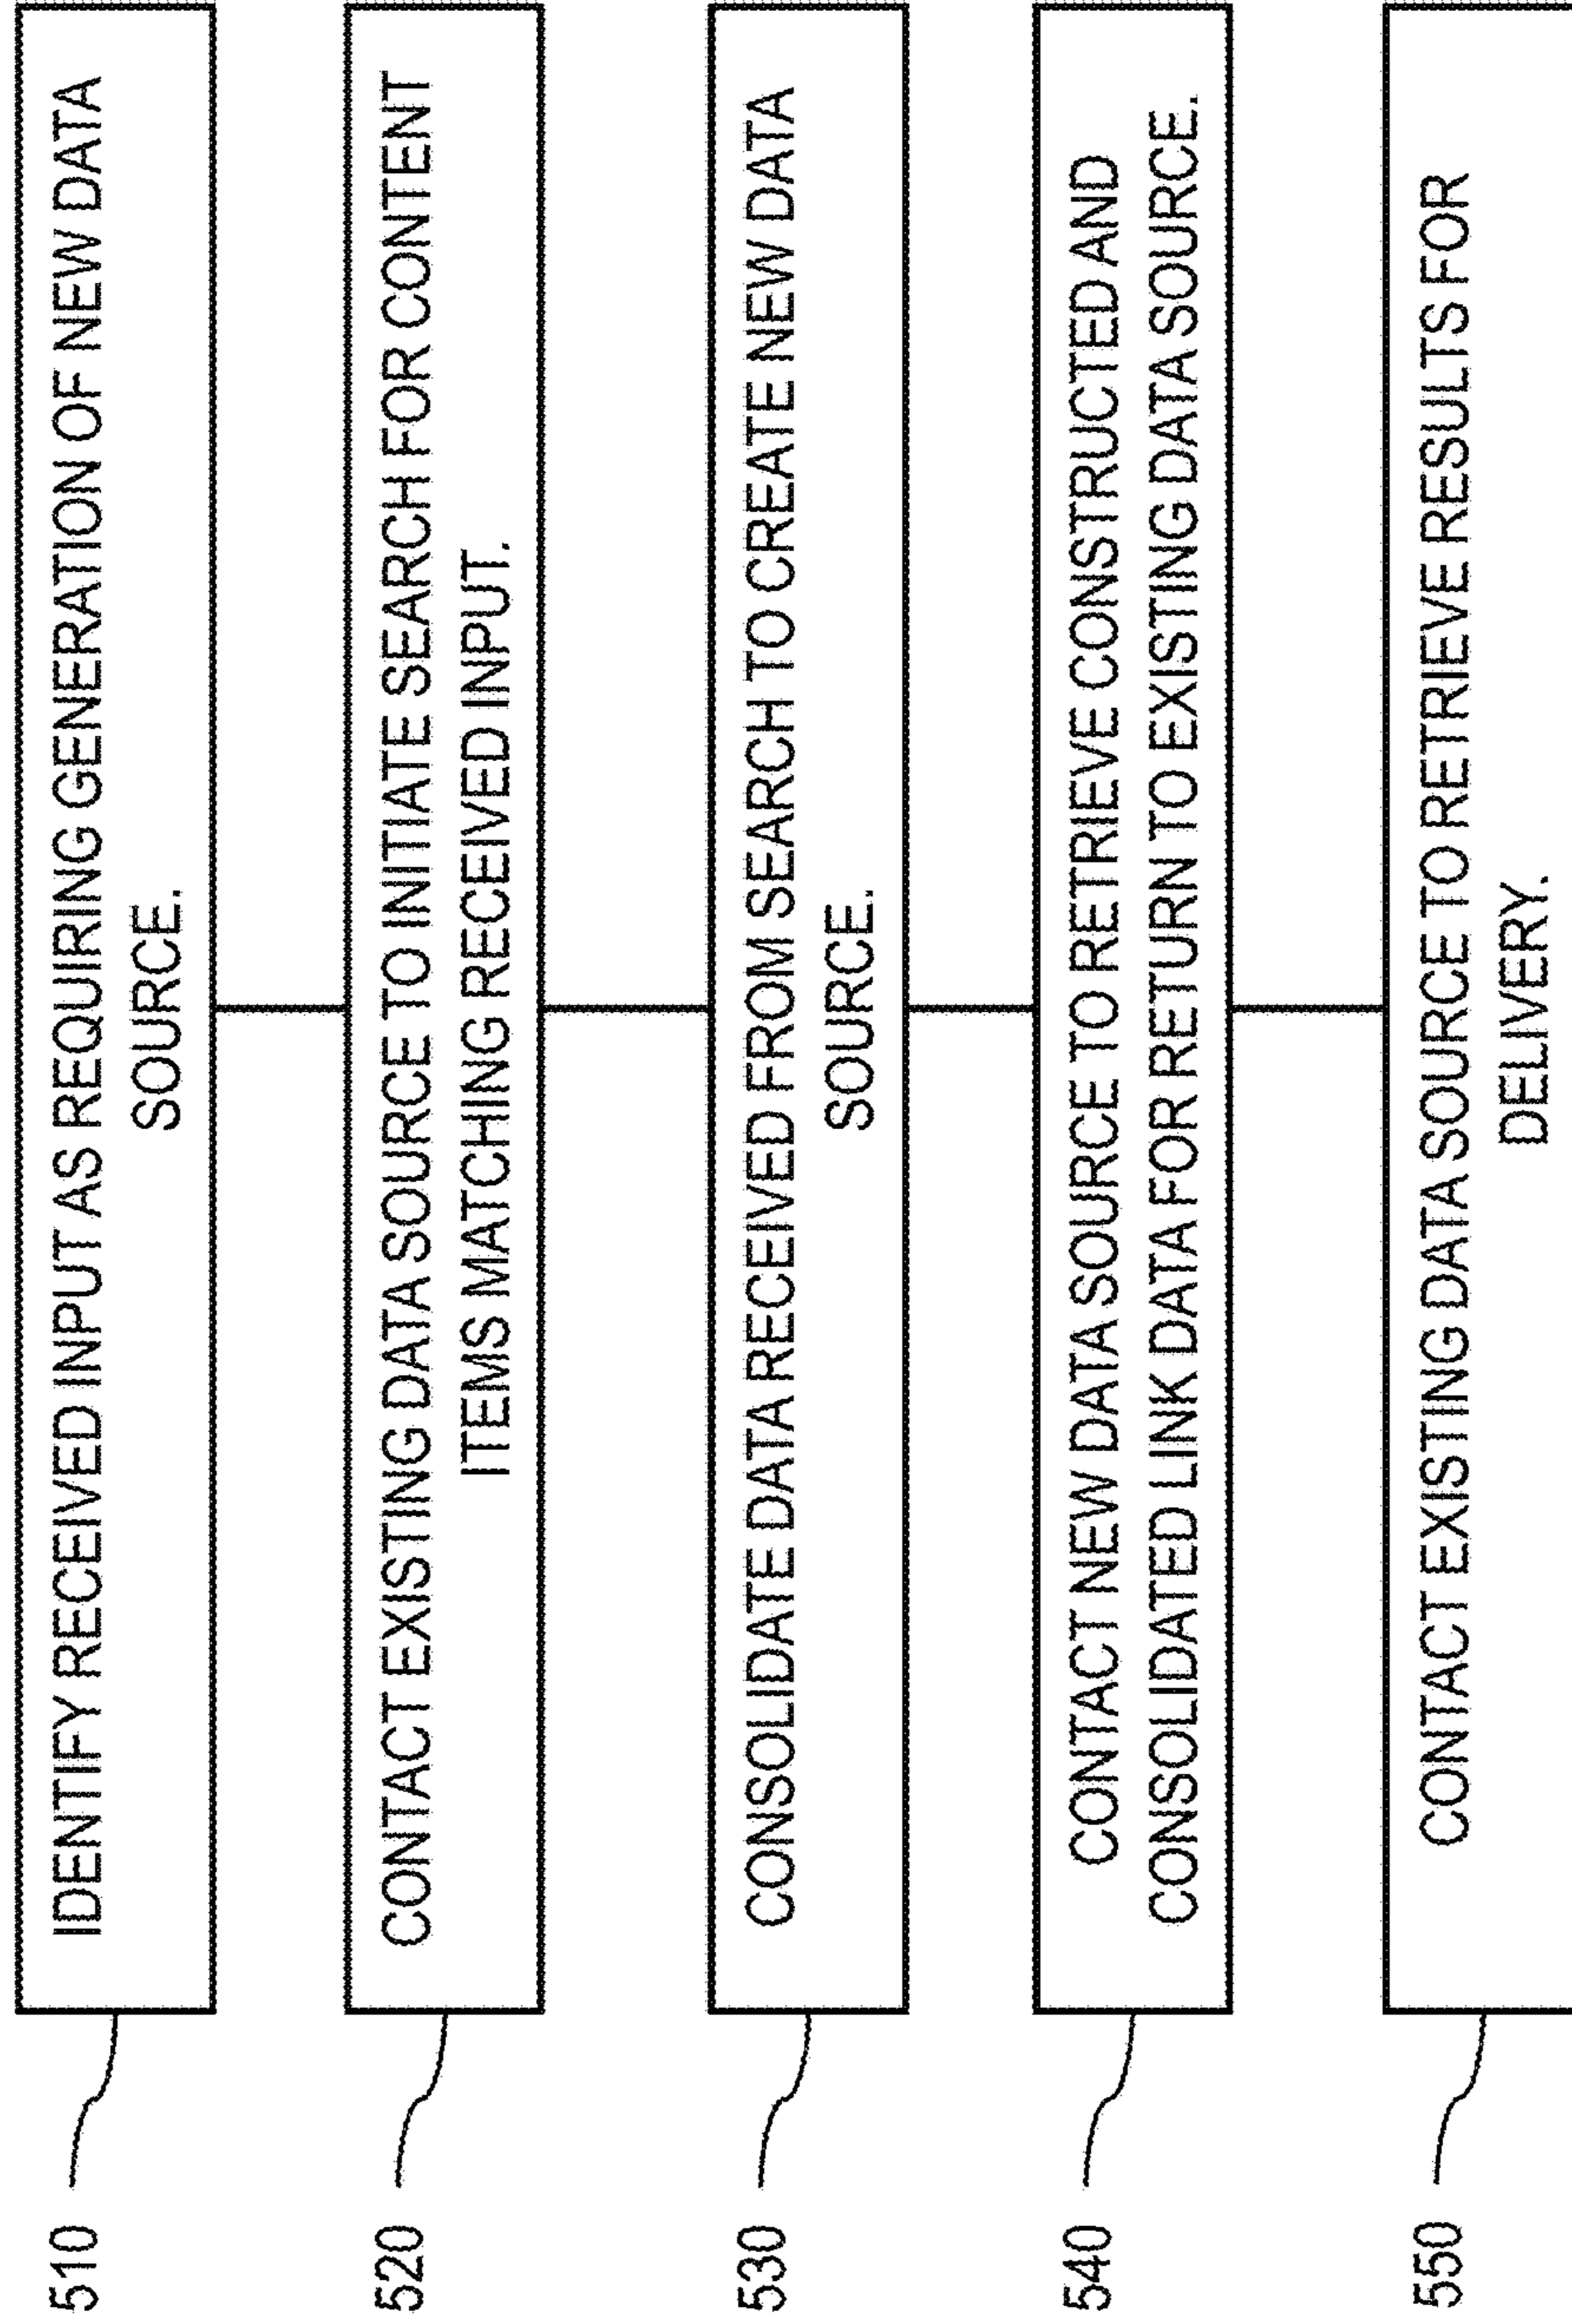 510
IDENTIFY RECEIVED INPUT AS REQUIRING GENERATION OF NEW DATA
SOURCE.
520
CONTACT EXISTING DATA SOURCE TO INITIATE SEARCH FOR CONTENT
ITEMS MATCHING RECEIVED INPUT.
530
CONSOLIDATE DATA RECEIVED FROM SEARCH TO CREATE NEW DATA
SOURCE.
540
CONTACT NEW DATA SOURCE TO RETRIEVE CONSTRUCTED AND
CONSOLIDATED LINK DATA FOR RETURN TO EXISTING DATA SOURCE.
550
CONTACT EXISTING DATA SOURCE TO RETRIEVE RESULTS FOR
DELIVERY.